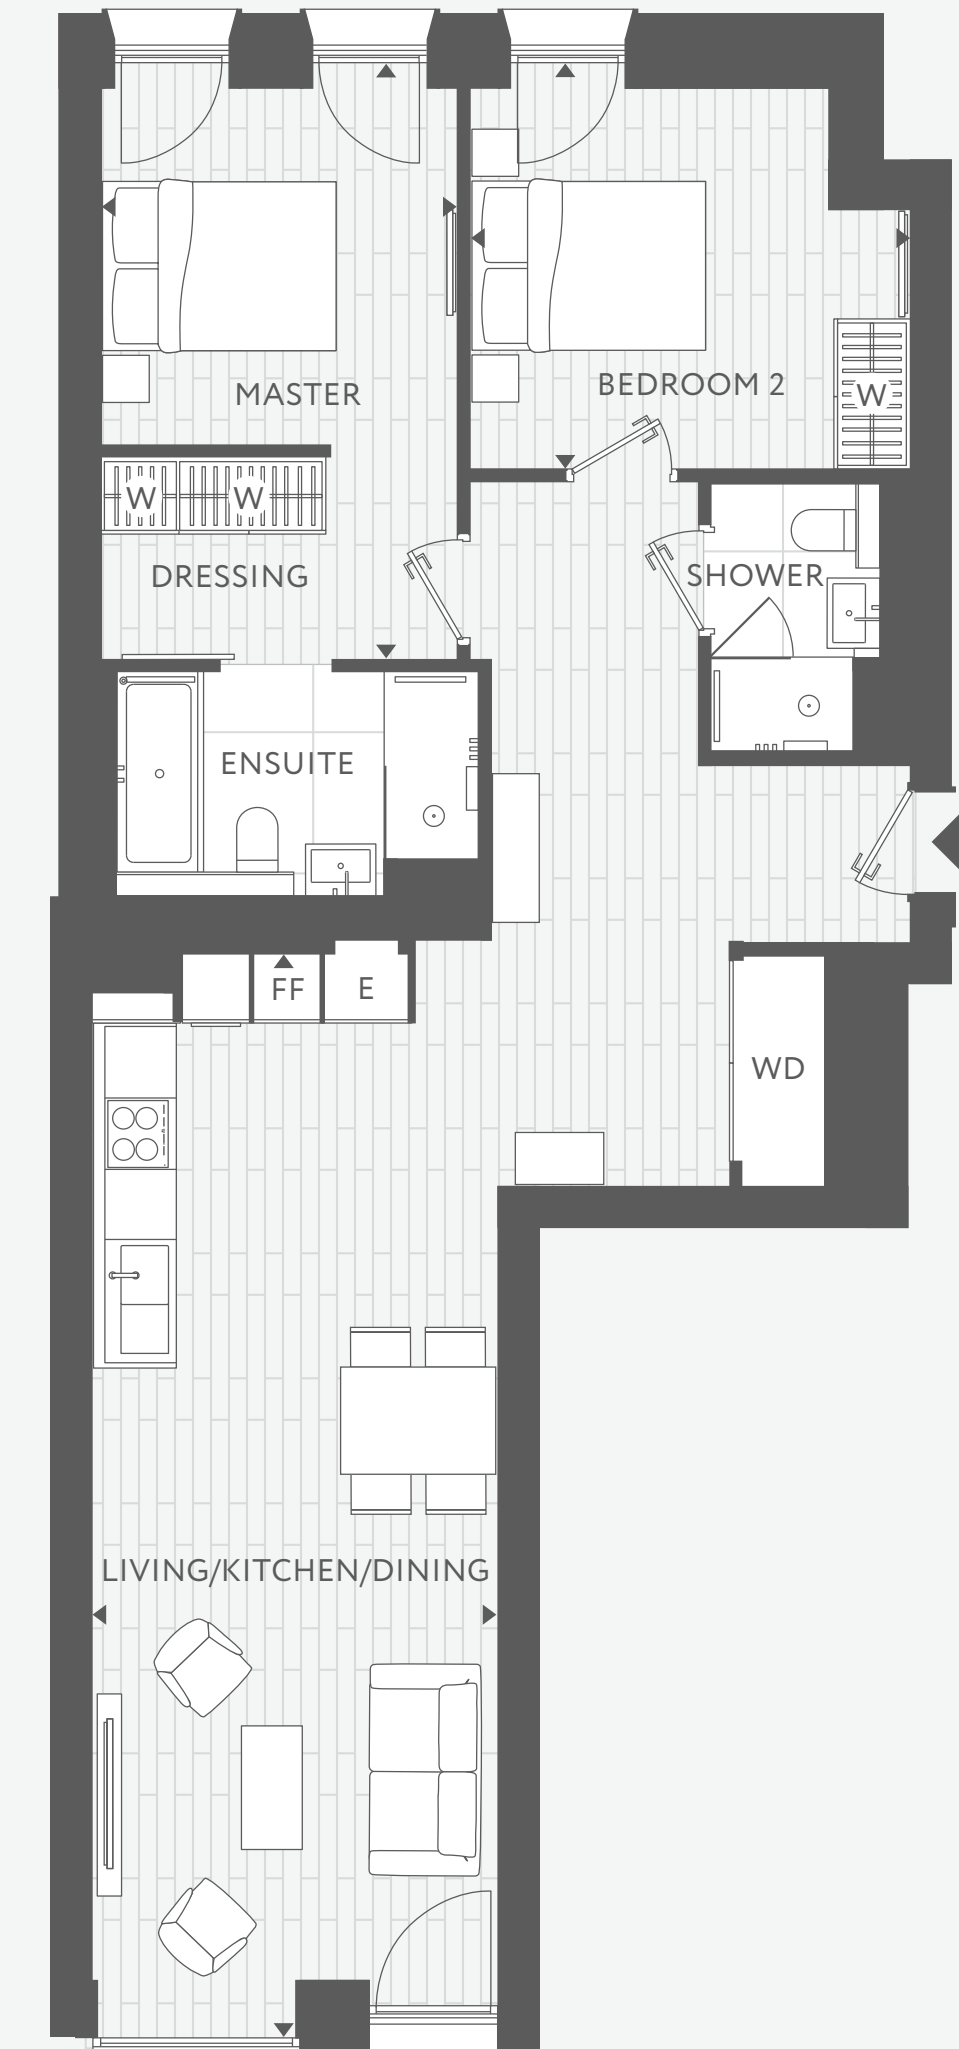 MASTER
BEDROOM 2
W
W
W
DRESSING
SHOWER
ENSUITE
FF
E
WD
LIVING/KITCHEN/DINING